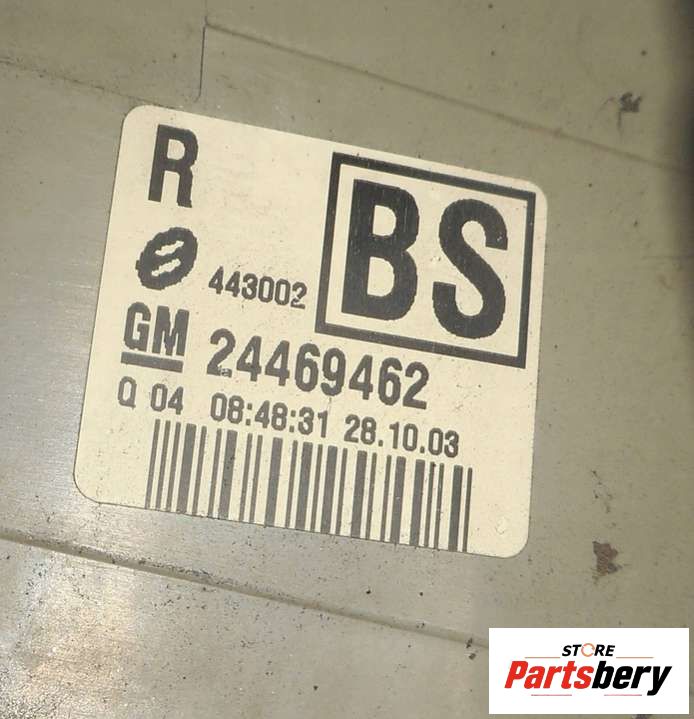 R
BS
443002
GM 24469462
Q 04 08:48:31 28.10.03
STORE
Partsbery